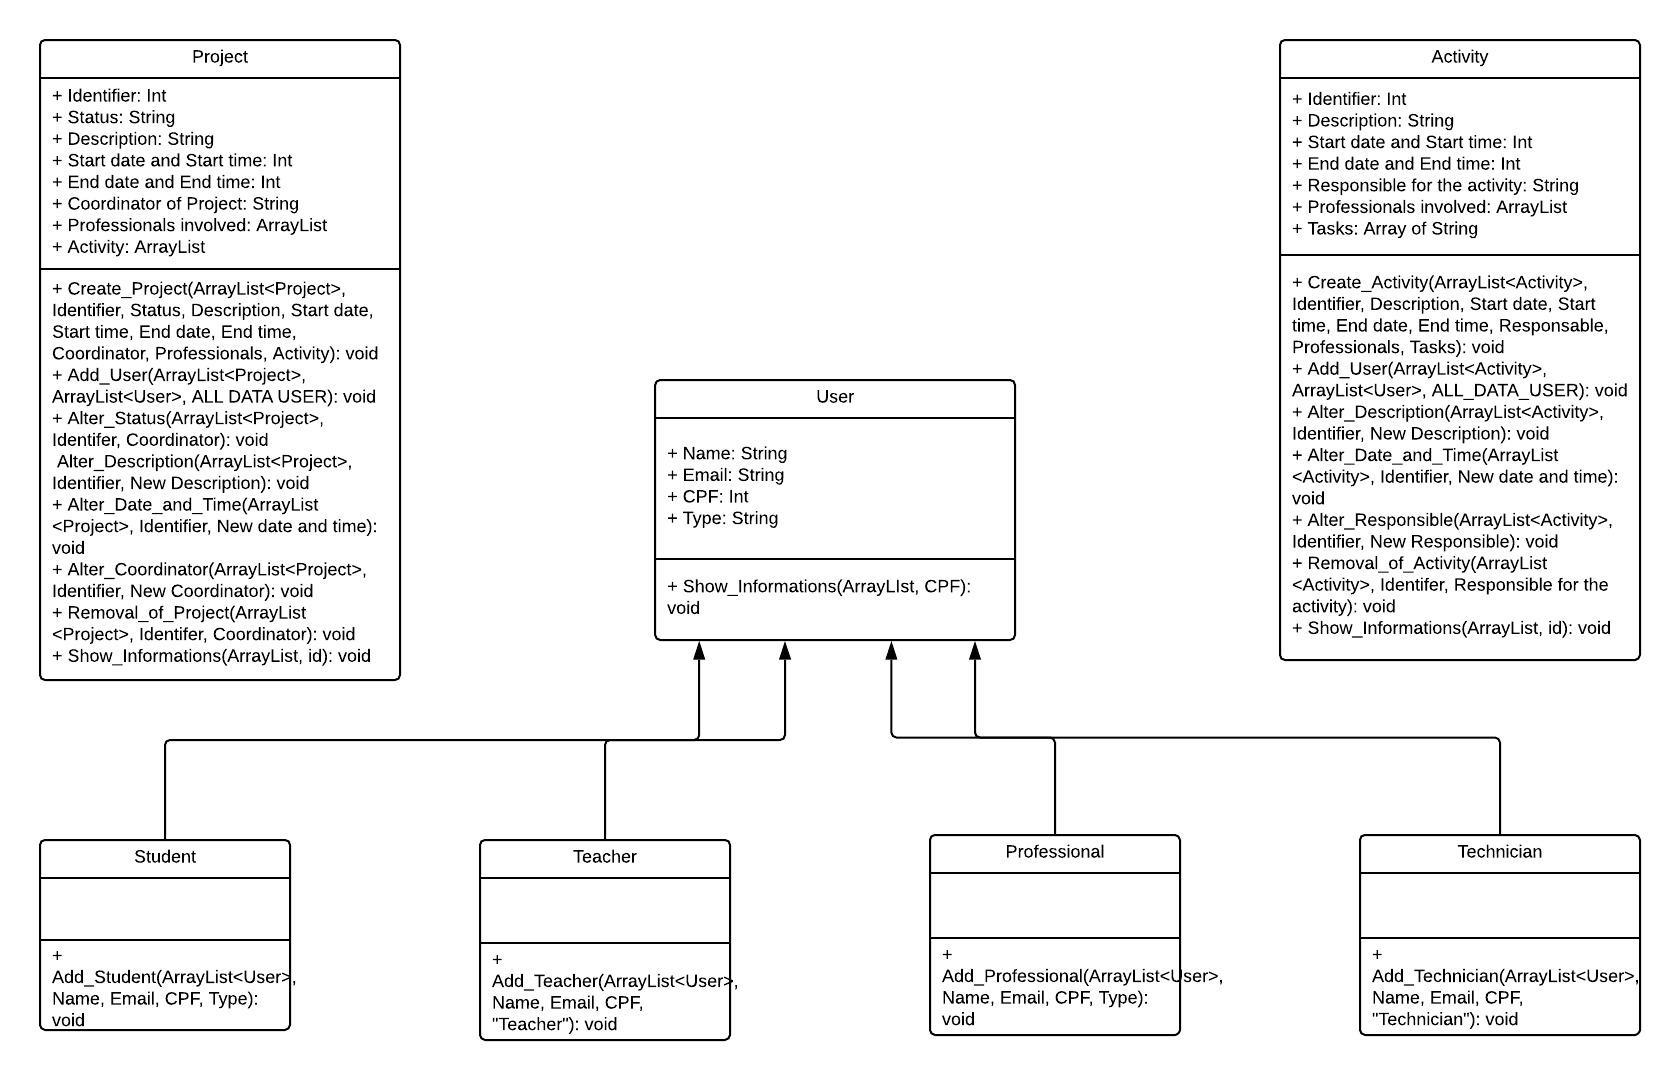 Project
+ Identifier: Int
+ Status: String
+ Description: String
+ Start date and Start time: Int
+ End date and End time: Int
+ Coordinator of Project: String
+ Professionals involved: ArrayList
+ Activity: ArrayList
+ Create_Project(ArrayList<Project>,
Identifier, Status, Description, Start date,
Start time, End date, End time,
Coordinator, Professionals, Activity): void
+ Add_User(ArrayList<Project>,
ArrayList<User>, ALL DATA USER): void
+ Alter_Status(ArrayList<Project>,
Identifer, Coordinator): void
Alter_Description(ArrayList<Project>,
Identifier, New Description): void
+ Alter_Date_and_Time(ArrayList
<Project>, Identifier, New date and time):
void
+ Alter_Coordinator(ArrayList<Project>,
Identifier, New Coordinator): void
+ Removal_of_Project(ArrayList
<Project>, Identifer, Coordinator): void
+ Show_Informations(ArrayList, id): void
User
+ Name: String
+ Email: String
+ CPF: Int
+ Type: String
+ Show_Informations(ArrayLIst, CPF):
void
Activity
+ Identifier: Int
+ Description: String
+ Start date and Start time: Int
+ End date and End time: Int
+ Responsible for the activity: String
+ Professionals involved: ArrayList
+ Tasks: Array of String
+ Create_Activity(ArrayList<Activity>,
Identifier, Description, Start date, Start
time, End date, End time, Responsable,
Professionals, Tasks): void
+ Add_User(ArrayList<Activity>,
ArrayList<User>, ALL_DATA_USER): void
+ Alter_Description(ArrayList<Activity>,
Identifier, New Description): void
+ Alter_Date_and_Time(ArrayList
<Activity>, Identifier, New date and time):
void
+ Alter_Responsible(ArrayList<Activity>,
Identifier, New Responsible): void
+ Removal_of_Activity(ArrayList
<Activity>, Identifer, Responsible for the
activity): void
+ Show_Informations(ArrayList, id): void
Student
+
Add_Student(ArrayList<User>,
Name, Email, CPF, Type):
void
Teacher
+
Add_Teacher(ArrayList<User>,
Name, Email, CPF,
"Teacher"): void
Professional
+
Add_Professional(ArrayList<User>,
Name, Email, CPF, Type):
void
Technician
+
Add_Technician(ArrayList<User>,
Name, Email, CPF,
"Technician"): void